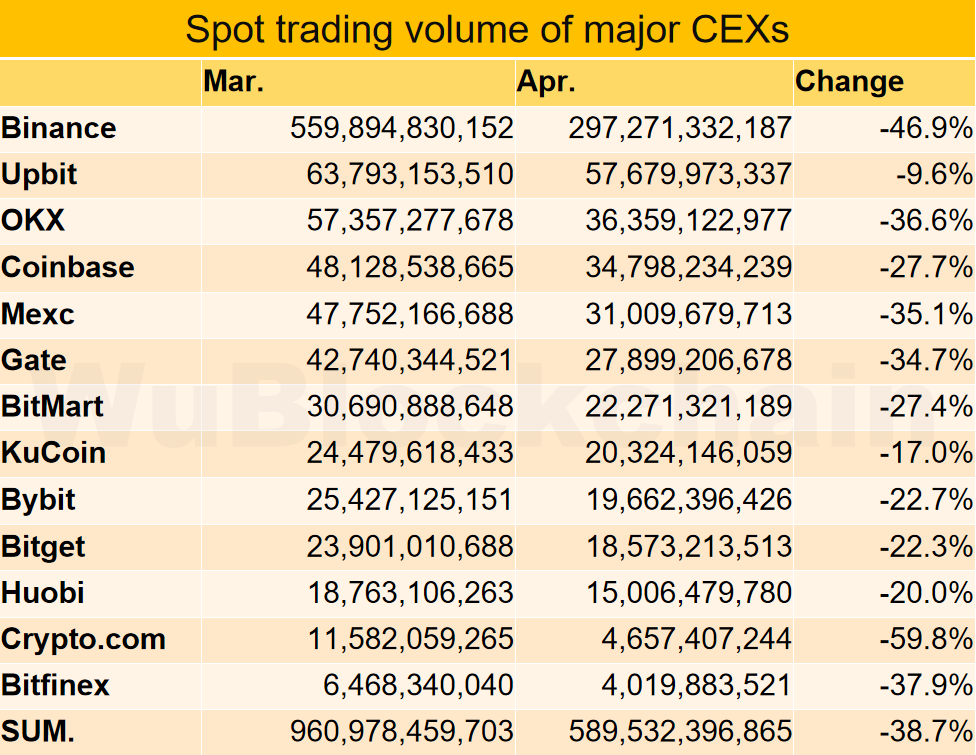 Spot trading volume of major CEXs
Mar. Apr. Change
Binance 559,894,830,152 297,271,332,187 -46.9%
Upbit 63,793,153,510 57,679,973,337 -9.6%
OKX 57,357,277,678 36,359,122,977 -36.6%
Coinbase 48,128,538,665 34,798,234,239 -27.7%
Mexc 47,752,166,688 31,009,679,713 -35.1%
Gate 42,740,344,521 27,899,206,678 -34.7%
WuBlockchain
BitMart 30,690,888,648 22,271,321,189 -27.4%
KuCoin 24,479,618,433 20,324,146,059 -17.0%
Bybit 25,427,125,151 19,662,396,426 -22.7%
Bitget 23,901,010,688 18,573,213,513 -22.3%
Huobi 18,763,106,263 15,006,479,780 -20.0%
Crypto.com 11,582,059,265 4,657,407,244 -59.8%
Bitfinex 6,468,340,040 4,019,883,521 -37.9%
SUM. 960,978,459,703 589,532,396,865 -38.7%